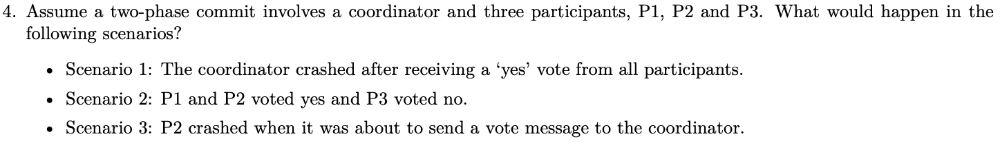 4. Assume a two-phase commit involves a coordinator and three participants, P1, P2 and P3. What would happen in the
following scenarios?
• Scenario 1: The coordinator crashed after receiving a ‘yes’ vote from all participants.
• Scenario 2: P1 and P2 voted yes and P3 voted no.
• Scenario 3: P2 crashed when it was about to send a vote message to the coordinator.